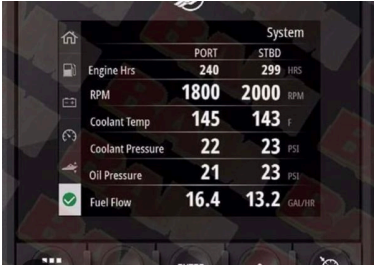 System
PORT STBD
Engine Hrs 240 299 HRS
RPM 1800 2000 RPM
Coolant Temp 145 143 F
Coolant Pressure 22 23 PSI
Oil Pressure 21 23 PSI
Fuel Flow 16.4 13.2 GAL/HR